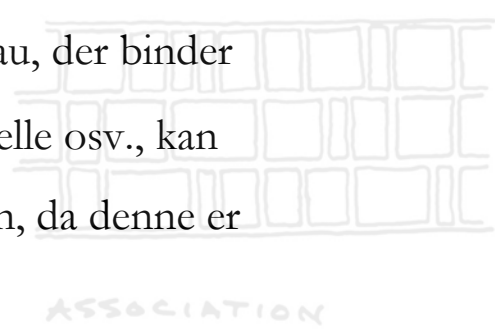 au, der binder
elle osv., kan
n, da denne er
ASSOCIATION